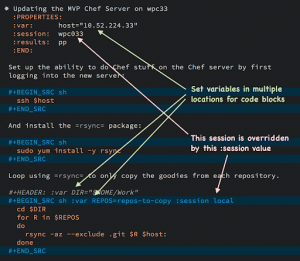 * Updating the MVP Chef Server on wpc33
:PROPERTIES:
:var: host="10.52.224.33"
:session: wpc033
:results: pp
:END:
Set up the ability to do Chef stuff on the Chef server by first
logging into the new server:
#+BEGIN_SRC sh
ssh $host
#+END_SRC
And install the =rsync= package:
#+BEGIN_SRC sh
sudo yum install -y rsync
#+END_SRC
Loop using =rsync= to only copy the goodies from each repository.
#+HEADER: :var DIR="$HOME/Work"
#+BEGIN_SRC sh :var REPOS=repos-to-copy :session local
cd $DIR
for R in $REPOS
do
rsync -az --exclude .git $R $host:
done
#+END_SRC
Set variables in multiple
locations for code blocks
This session is overridden
by this :session value